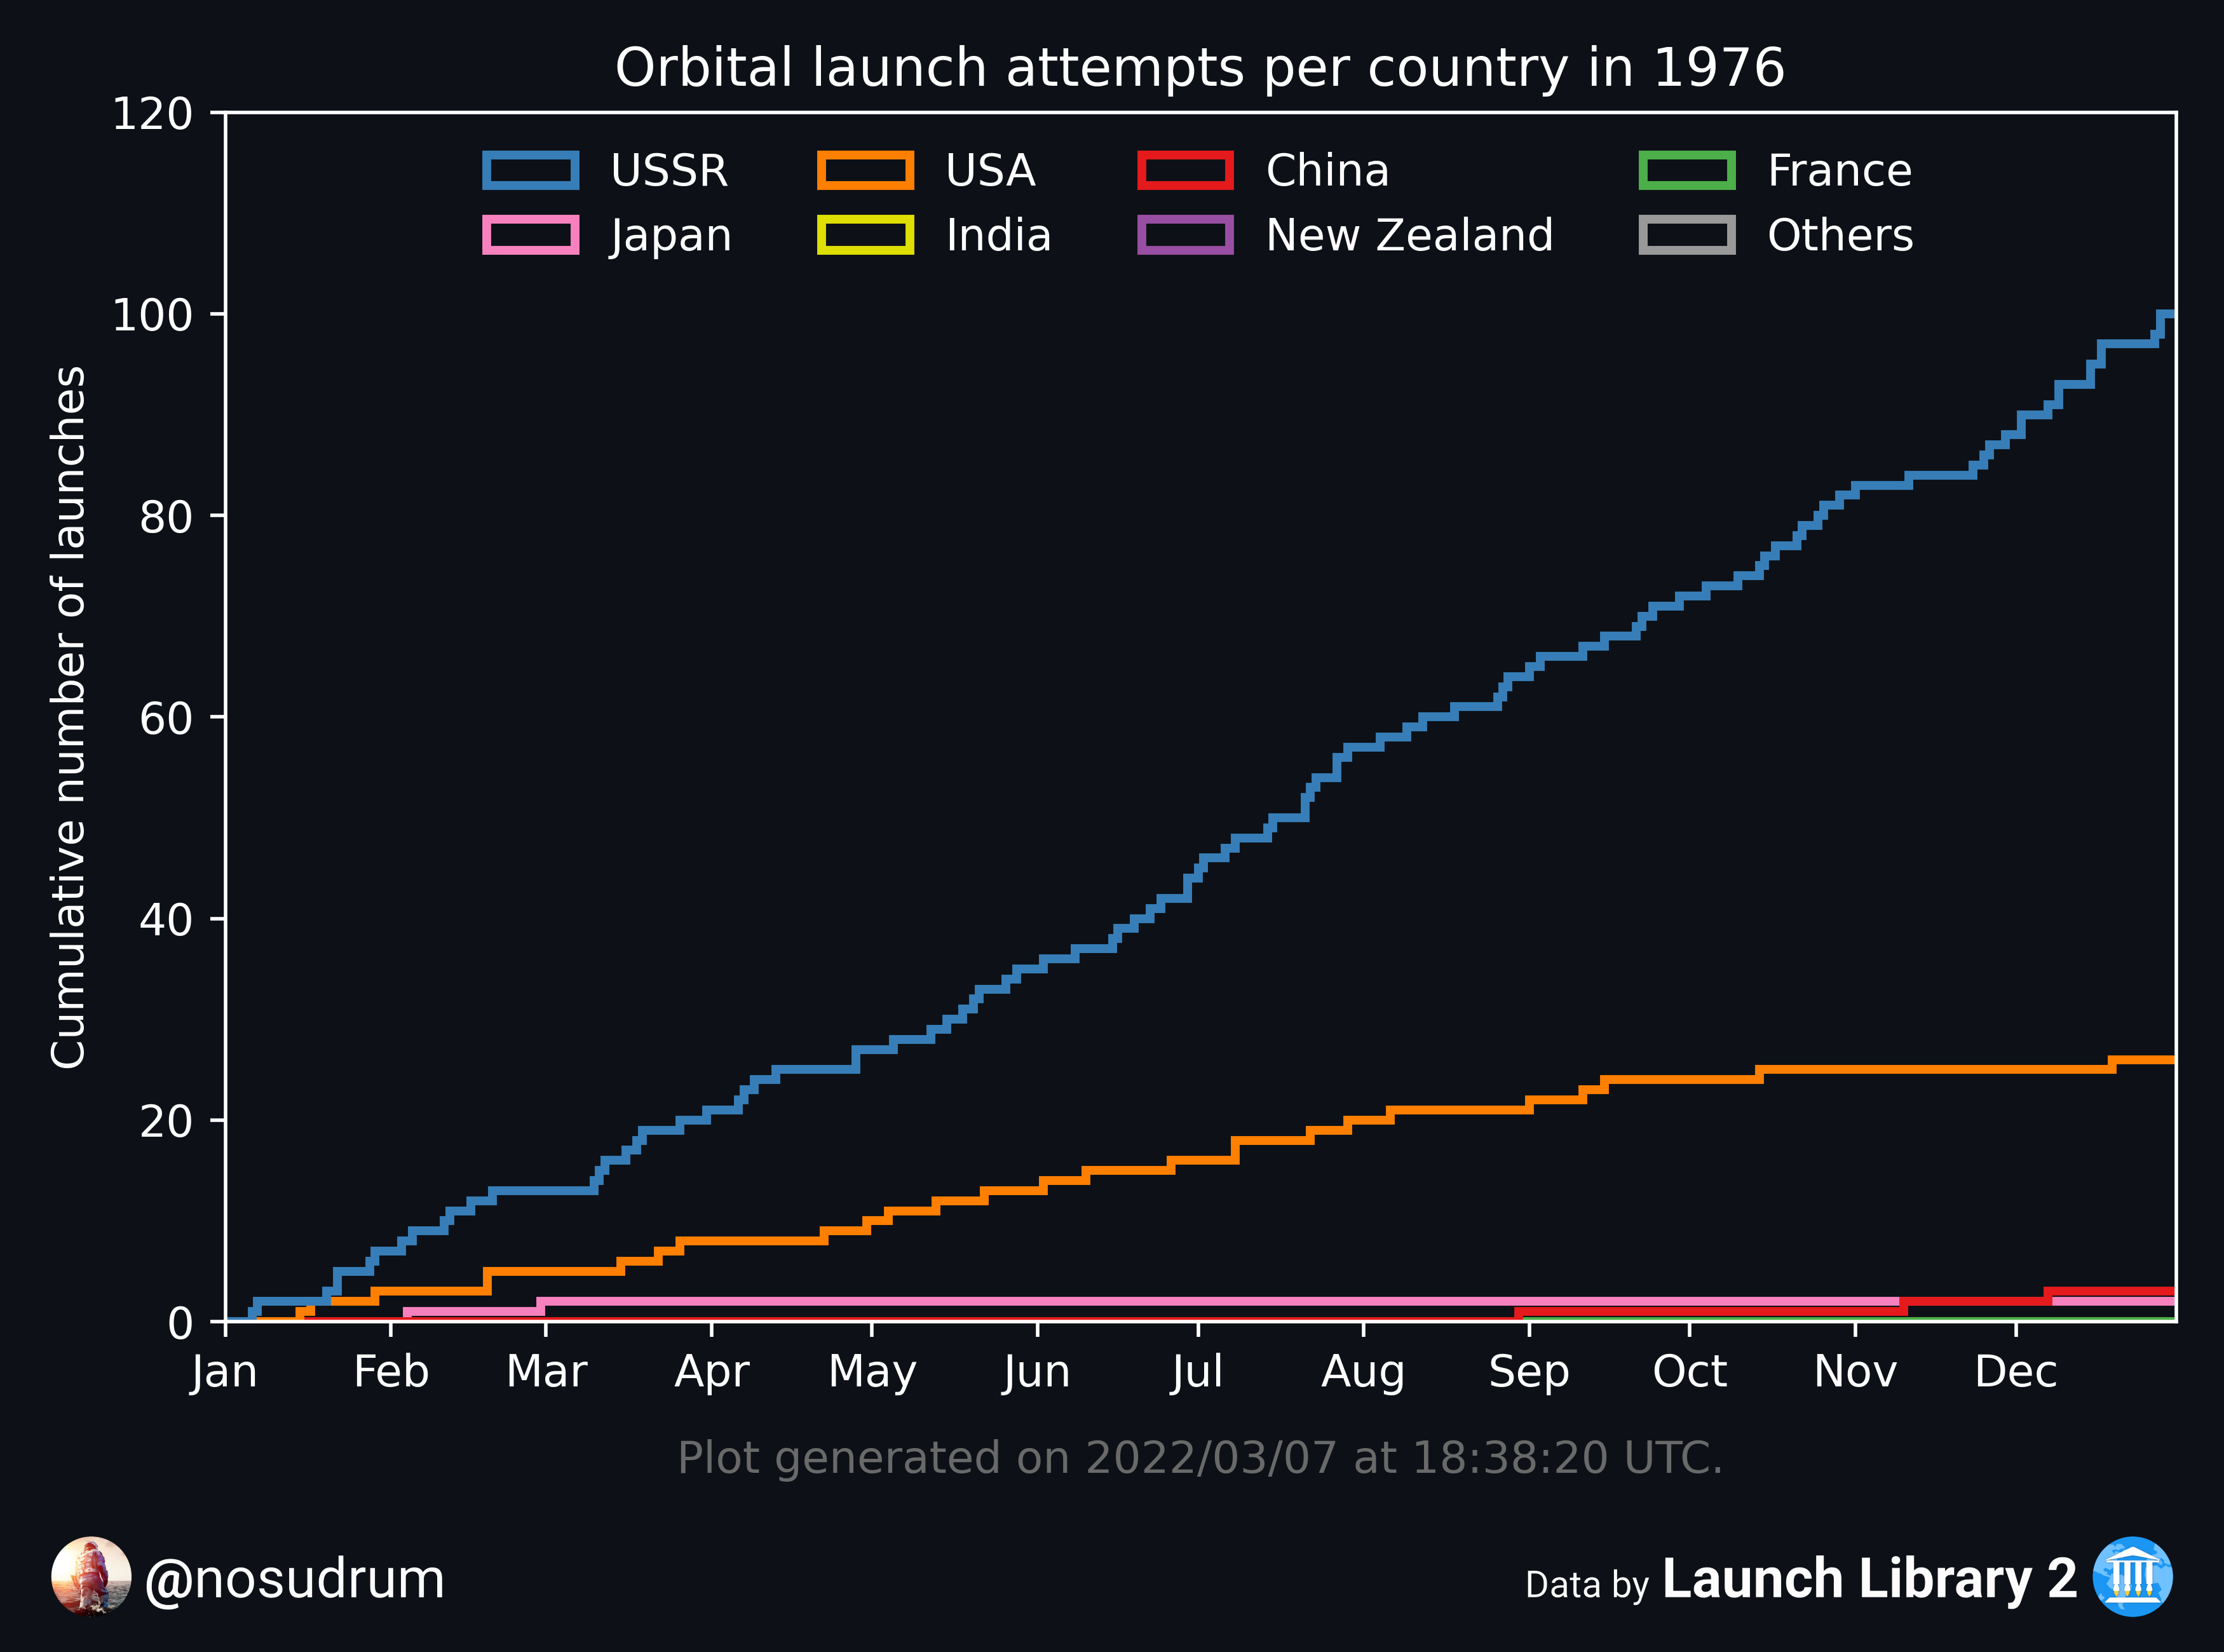 Orbital launch attempts per country in 1976
120
USSR USA China France
Japan India New Zealand Others
100
80
60
40
20
0
Cumulative number of launches
Jan Feb Mar Apr May Jun Jul Aug Sep Oct Nov Dec
Plot generated on 2022/03/07 at 18:38:20 UTC.
@nosudrum
Data by Launch Library 2